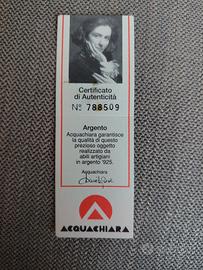 Certificato
di Autenticità
N° 788509
Argento
Acquachiara garantisce
la qualità di questo
prezioso oggetto
realizzato da
abili artigiani
in argento '925.
Acquachiara
ACQUACHIARA